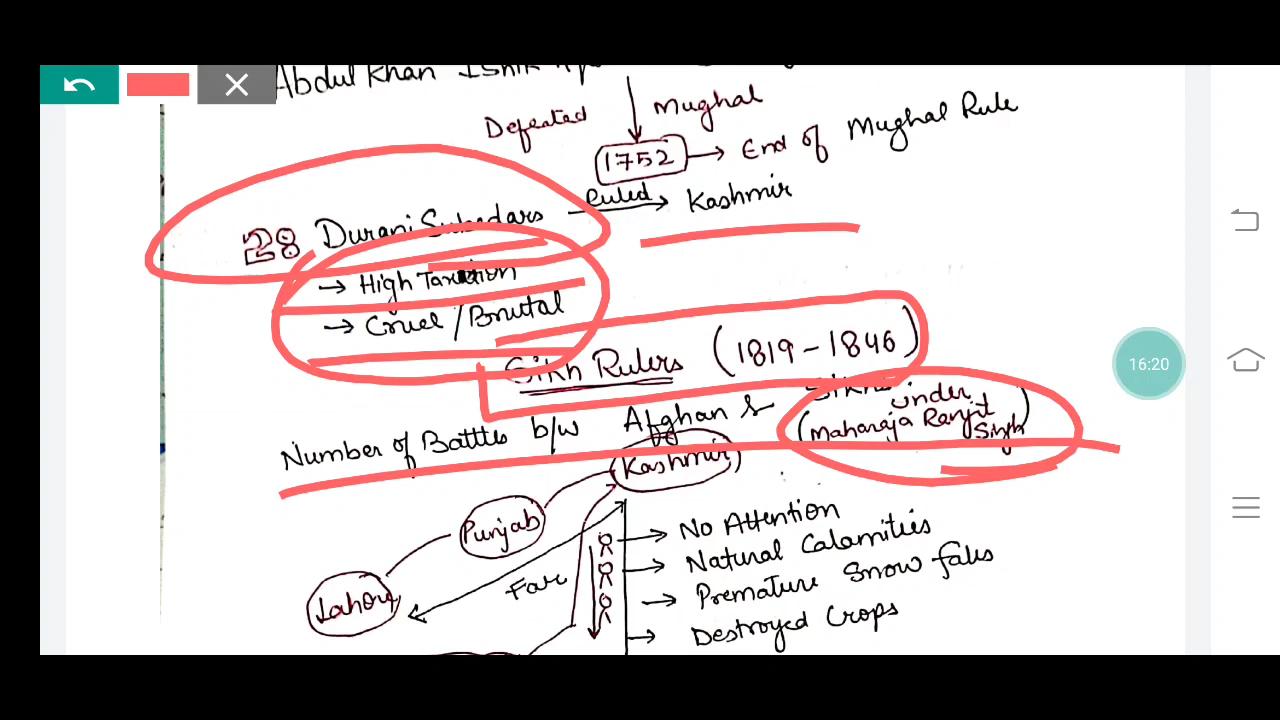 Abdul Khan
Defeated Mughal
1752 → End of Mughal Rule
28 Durani Subedars Ruled → Kashmir
→ High Taxation
→ Cruel / Brutal
Sikh Rulers (1819 - 1846)
Number of Battles b/w Afghan & Sikhs under
(Maharaja Ranjit Singh)
(Kashmir)
Punjab
Lahore
Far
→ No Attention
→ Natural Calamities
→ Premature Snow falls
→ Destroyed Crops
16:20